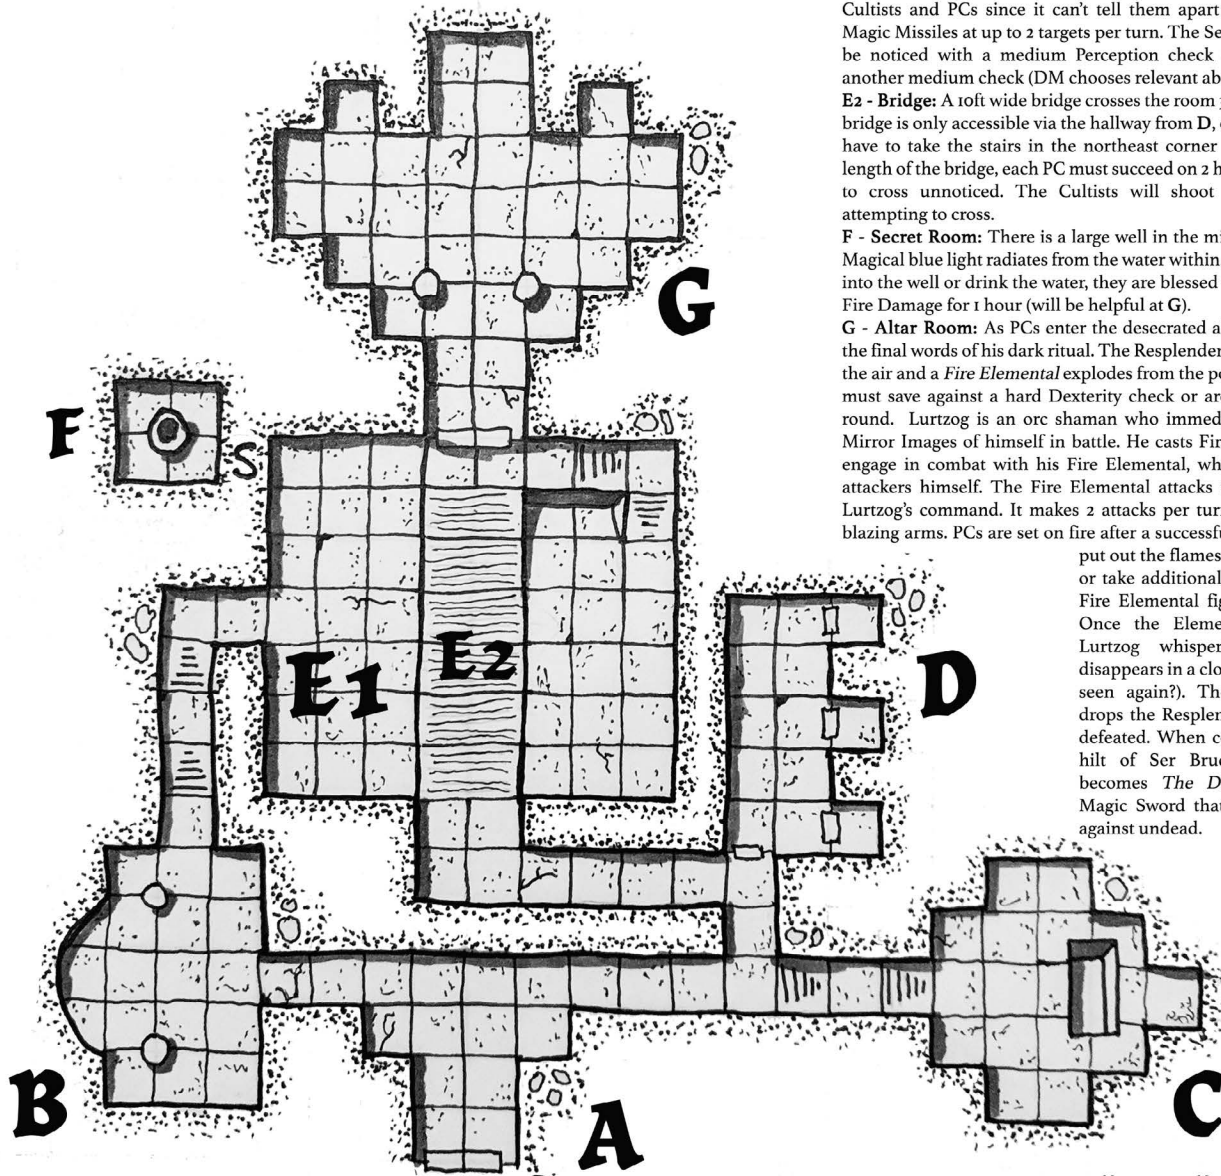 Cultists and PCs since it can't tell them apart
Magic Missiles at up to 2 targets per turn. The Se
be noticed with a medium Perception check
another medium check (DM chooses relevant ab
E2 - Bridge: A 10ft wide bridge crosses the room
bridge is only accessible via the hallway from D,
have to take the stairs in the northeast corner
length of the bridge, each PC must succeed on 2 h
to cross unnoticed. The Cultists will shoot
attempting to cross.
F - Secret Room: There is a large well in the mi
Magical blue light radiates from the water within
into the well or drink the water, they are blessed
Fire Damage for 1 hour (will be helpful at G).
G - Altar Room: As PCs enter the desecrated a
the final words of his dark ritual. The Resplender
the air and a Fire Elemental explodes from the po
must save against a hard Dexterity check or are
round. Lurtzog is an orc shaman who immed
Mirror Images of himself in battle. He casts Fir
engage in combat with his Fire Elemental, wh
attackers himself. The Fire Elemental attacks
Lurtzog's command. It makes 2 attacks per turn
blazing arms. PCs are set on fire after a successfu
put out the flames
or take additional
Fire Elemental fig
Once the Eleme
Lurtzog whisper
disappears in a clo
seen again?). Th
drops the Resplen
defeated. When c
hilt of Ser Brud
becomes The D
Magic Sword that
against undead.
G
F
S
E1
E2
D
B
A
C